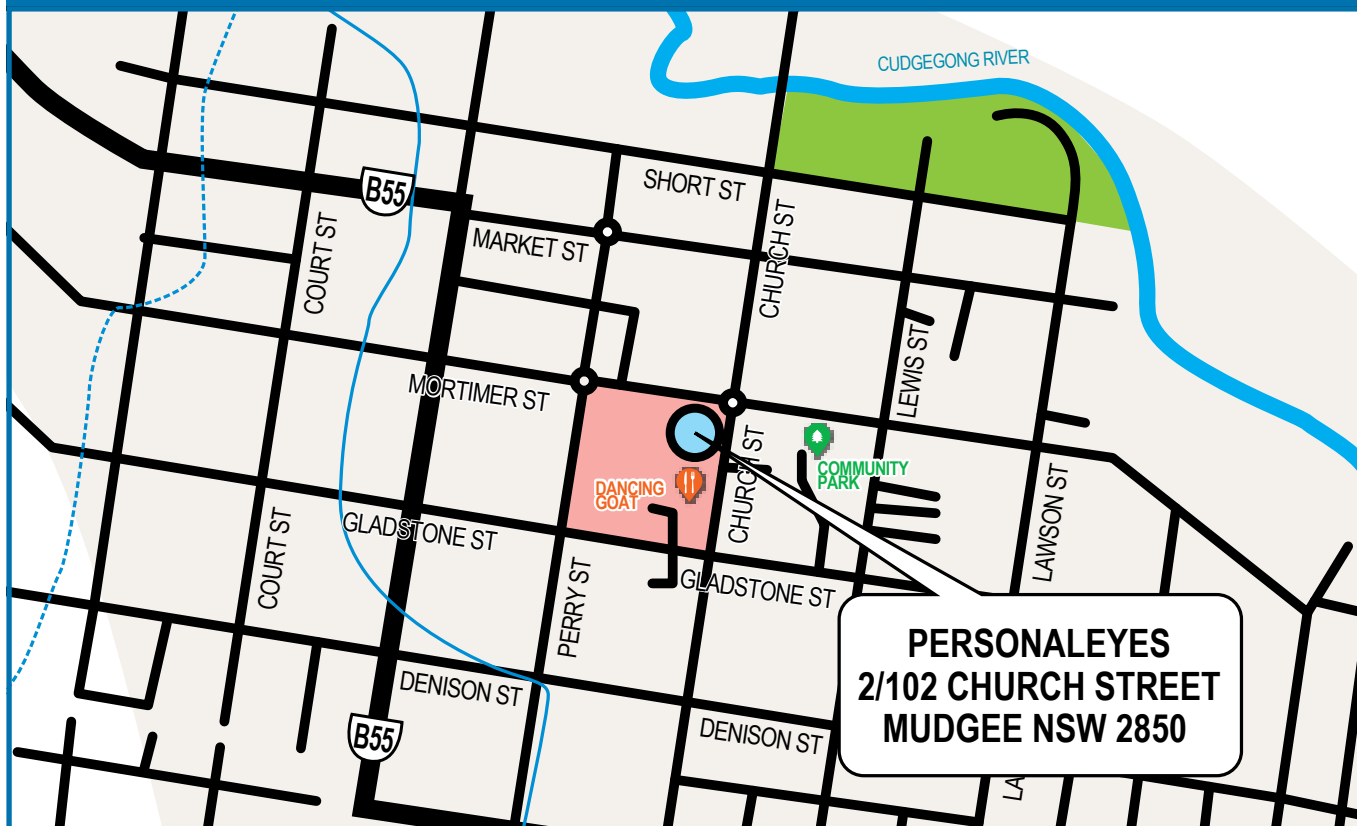 CUDGEGONG RIVER
SHORT ST
B55
COURT ST
CHURCH ST
MARKET ST
LEWIS ST
MORTIMER ST
CHURCH ST
COMMUNITY
PARK
DANCING
GOAT
LAWSON ST
COURT ST
GLADSTONE ST
PERRY ST
GLADSTONE ST
PERSONALEYES
2/102 CHURCH STREET
MUDGEE NSW 2850
DENISON ST
B55
DENISON ST
LA